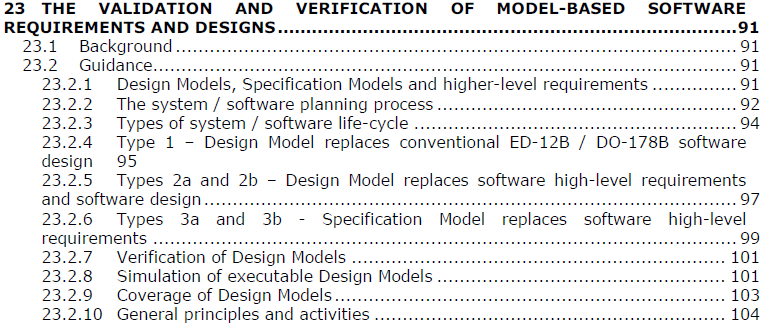 23 THE VALIDATION AND VERIFICATION OF MODEL-BASED SOFTWARE
REQUIREMENTS AND DESIGNS.....91
23.1 Background.....91
23.2 Guidance.....91
23.2.1 Design Models, Specification Models and higher-level requirements.....91
23.2.2 The system / software planning process.....92
23.2.3 Types of system / software life-cycle.....94
23.2.4 Type 1 – Design Model replaces conventional ED-12B / DO-178B software
design 95
23.2.5 Types 2a and 2b – Design Model replaces software high-level requirements
and software design.....97
23.2.6 Types 3a and 3b - Specification Model replaces software high-level
requirements.....99
23.2.7 Verification of Design Models.....101
23.2.8 Simulation of executable Design Models.....101
23.2.9 Coverage of Design Models.....103
23.2.10 General principles and activities.....104